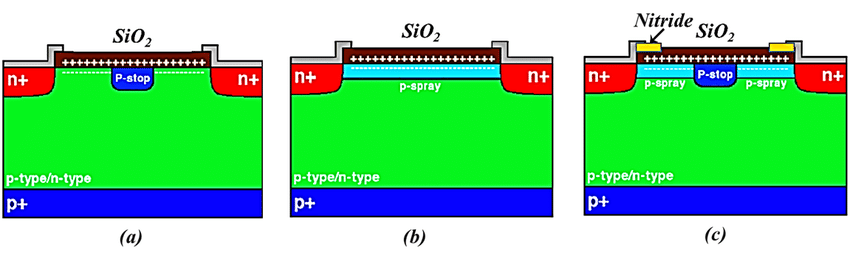 SiO2
++++++++++++++++++
n+ P-stop n+
p-type/n-type
p+
(a)
SiO2
++++++++++++++++++
n+ n+
p-spray
p-type/n-type
p+
(b)
Nitride SiO2
++++++++++++++++++
n+ P-stop n+
p-spray p-spray
p-type/n-type
p+
(c)